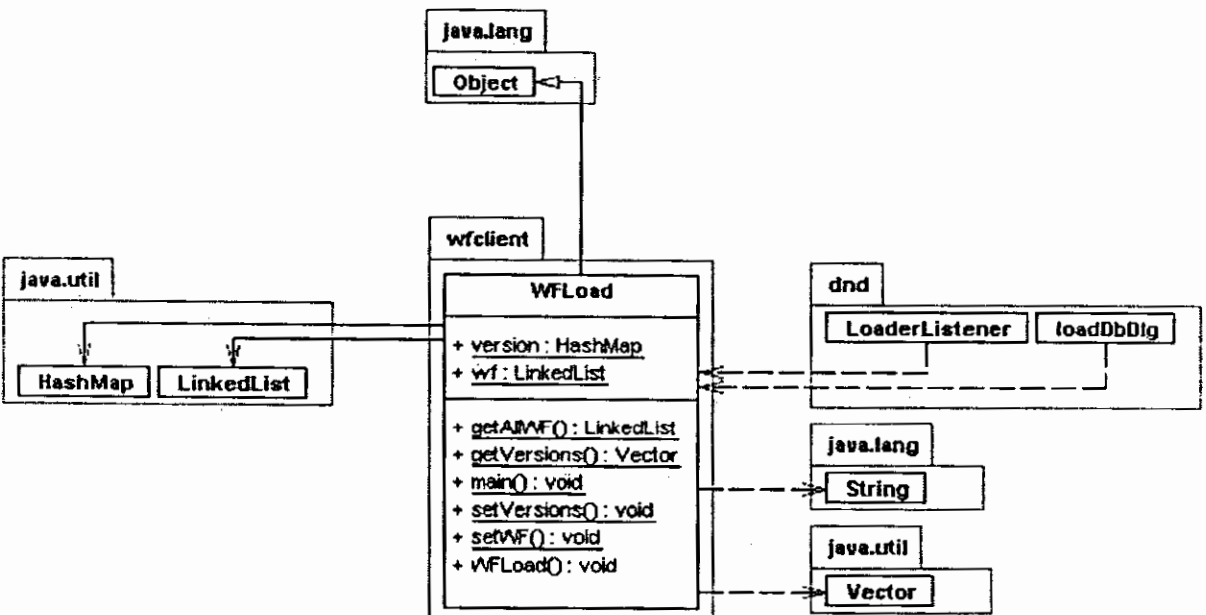 java.lang
Object
wfclient
WFLoad
+ version : HashMap
+ wf : LinkedList
+ getAllWF() : LinkedList
+ getVersions() : Vector
+ main() : void
+ setVersions() : void
+ setWF() : void
+ WFLoad() : void
java.util
HashMap
LinkedList
dnd
LoaderListener
loadDbDlg
java.lang
String
java.util
Vector